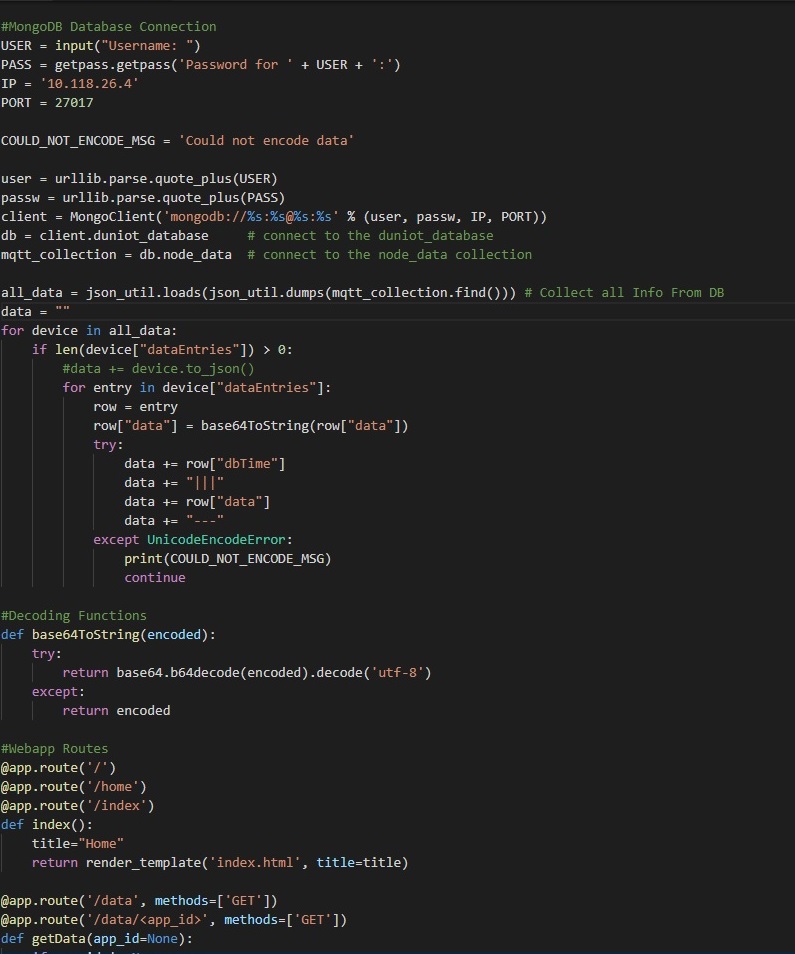 #MongoDB Database Connection
USER = input("Username: ")
PASS = getpass.getpass('Password for ' + USER + ':')
IP = '10.118.26.4'
PORT = 27017
COULD_NOT_ENCODE_MSG = 'Could not encode data'
user = urllib.parse.quote_plus(USER)
passw = urllib.parse.quote_plus(PASS)
client = MongoClient('mongodb://%s:%s@%s:%s' % (user, passw, IP, PORT))
db = client.duniot_database     # connect to the duniot_database
mqtt_collection = db.node_data  # connect to the node_data collection
all_data = json_util.loads(json_util.dumps(mqtt_collection.find())) # Collect all Info From DB
data = ""
for device in all_data:
    if len(device["dataEntries"]) > 0:
        #data += device.to_json()
        for entry in device["dataEntries"]:
            row = entry
            row["data"] = base64ToString(row["data"])
            try:
                data += row["dbTime"]
                data += "|||"
                data += row["data"]
                data += "---"
            except UnicodeEncodeError:
                print(COULD_NOT_ENCODE_MSG)
                continue
#Decoding Functions
def base64ToString(encoded):
    try:
        return base64.b64decode(encoded).decode('utf-8')
    except:
        return encoded
#Webapp Routes
@app.route('/')
@app.route('/home')
@app.route('/index')
def index():
    title="Home"
    return render_template('index.html', title=title)
@app.route('/data', methods=['GET'])
@app.route('/data/<app_id>', methods=['GET'])
def getData(app_id=None):